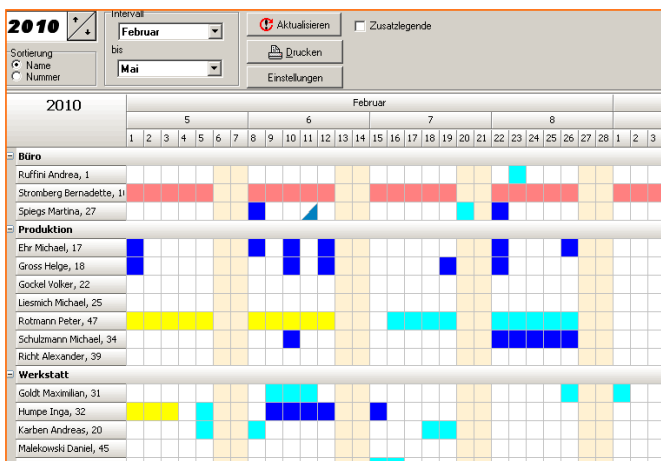 2010
Intervall
Februar
bis
Mai
Sortierung
Name
Nummer
Aktualisieren
Drucken
Einstellungen
Zusatzlegende
2010
Februar
5 6 7 8
1 2 3 4 5 6 7 8 9 10 11 12 13 14 15 16 17 18 19 20 21 22 23 24 25 26 27 28 1 2 3
Büro
Ruffini Andrea, 1
Stromberg Bernadette, 1
Spiegs Martina, 27
Produktion
Ehr Michael, 17
Gross Helge, 18
Gockel Volker, 22
Liesmich Michael, 25
Rotmann Peter, 47
Schulzmann Michael, 34
Richt Alexander, 39
Werkstatt
Goldt Maximilian, 31
Humpe Inga, 32
Karben Andreas, 20
Malekowski Daniel, 45